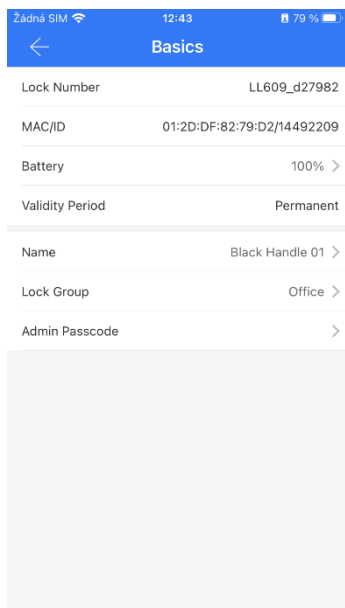 Žádná SIM 12:43 79 %
Basics
Lock Number LL609_d27982
MAC/ID 01:2D:DF:82:79:D2/14492209
Battery 100%
Validity Period Permanent
Name Black Handle 01
Lock Group Office
Admin Passcode